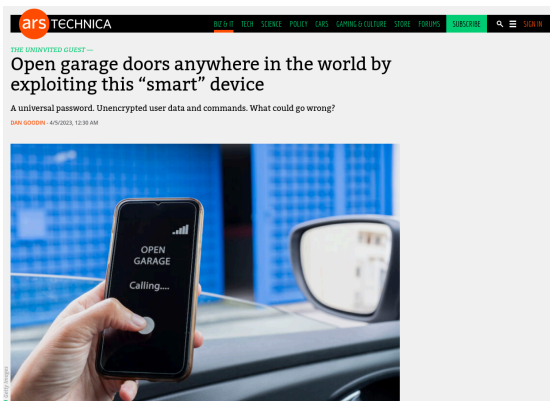 ars TECHNICA
BIZ & IT TECH SCIENCE POLICY CARS GAMING & CULTURE STORE FORUMS SUBSCRIBE SIGN IN
THE UNINVITED GUEST —
Open garage doors anywhere in the world by
exploiting this “smart” device
A universal password. Unencrypted user data and commands. What could go wrong?
DAN GOODIN - 4/5/2023, 12:30 AM
OPEN
GARAGE
Calling....
Getty Images